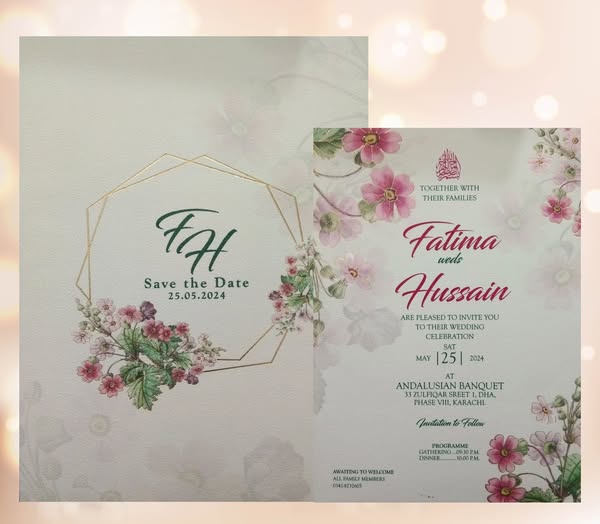 FH
Save the Date
25.05.2024
TOGETHER WITH
THEIR FAMILIES
Fatima
weds
Hussain
ARE PLEASED TO INVITE YOU
TO THEIR WEDDING
CELEBRATION
SAT
MAY |25| 2024
AT
ANDALUSIAN BANQUET
33 ZULFIQAR SREET 1, DHA,
PHASE VIII, KARACHI.
Invitation to Follow
PROGRAMME
GATHERING....09:30 P.M.
DINNER...........10:00 P.M.
AWAITING TO WELCOME
ALL FAMILY MEMBERS